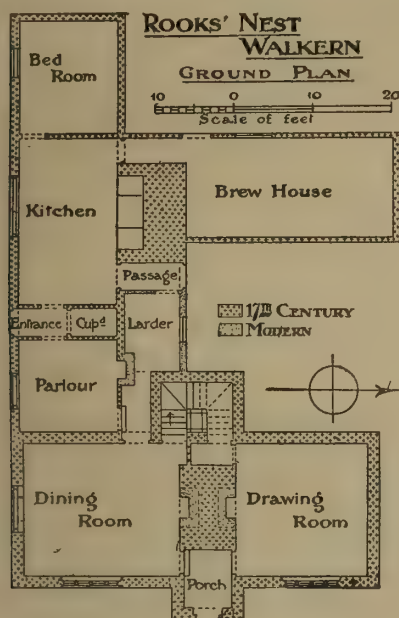 ROOKS' NEST
WALKERN
GROUND PLAN
10 0 10 20
Scale of feet
Bed
Room
Kitchen
Brew House
Passage
Entrance
Cupd
Larder
17TH CENTURY
MODERN
Parlour
Dining
Room
Drawing
Room
Porch